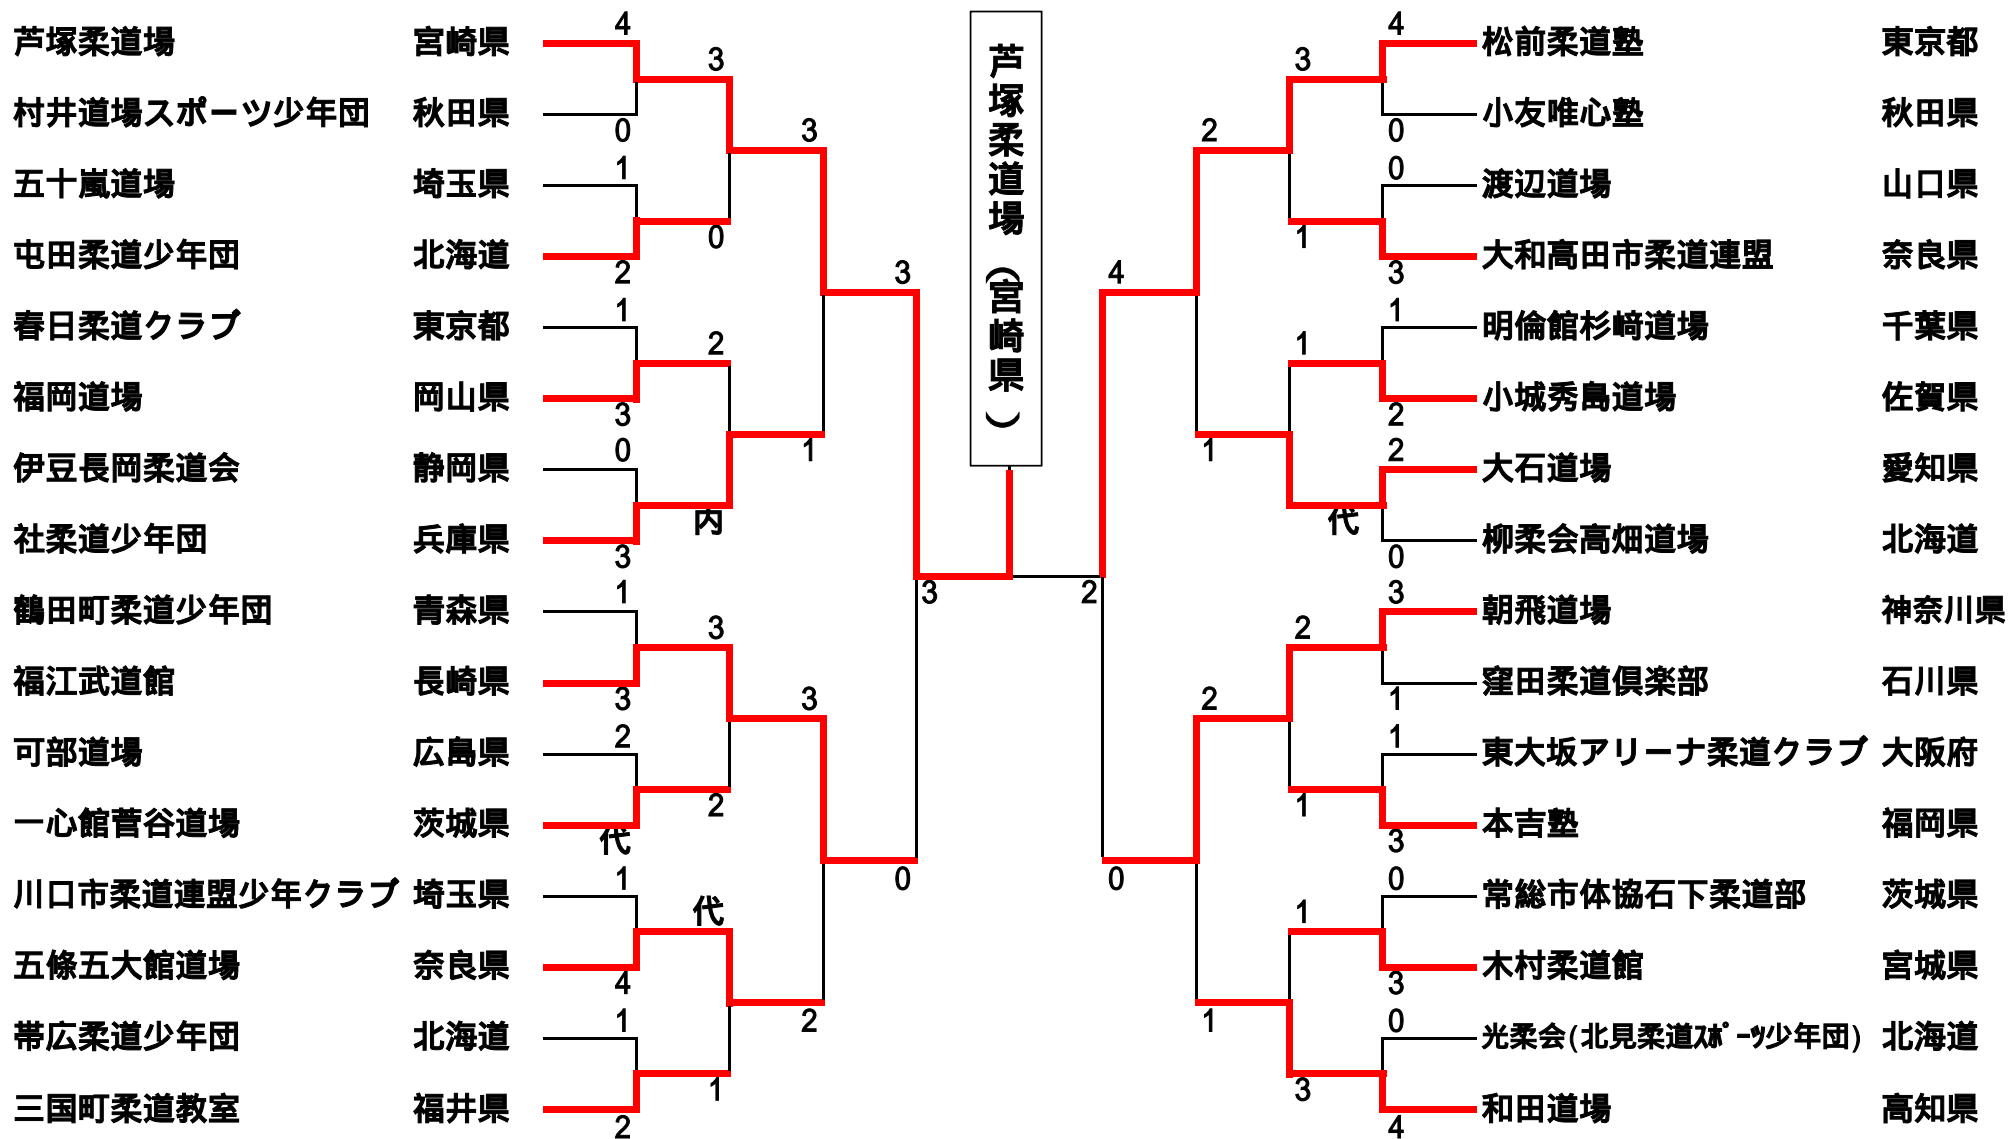 芦塚柔道場 宮崎県 4
3
村井道場スポーツ少年団 秋田県 0
3
五十嵐道場 埼玉県 1
0
屯田柔道少年団 北海道 2
3
春日柔道クラブ 東京都 1
2
福岡道場 岡山県 3
1
伊豆長岡柔道会 静岡県 0
内
社柔道少年団 兵庫県 3
3
鶴田町柔道少年団 青森県 1
3
福江武道館 長崎県 3
3
可部道場 広島県 2
2
一心館菅谷道場 茨城県 代
0
川口市柔道連盟少年クラブ 埼玉県 1
代
五條五大館道場 奈良県 4
2
帯広柔道少年団 北海道 1
1
三国町柔道教室 福井県 2
芦塚柔道場（宮崎県）
4 松前柔道塾 東京都
3
0 小友唯心塾 秋田県
2
0 渡辺道場 山口県
1
3 大和高田市柔道連盟 奈良県
4
1 明倫館杉﨑道場 千葉県
1
2 小城秀島道場 佐賀県
1
2 大石道場 愛知県
代
0 柳柔会高畑道場 北海道
2
3 朝飛道場 神奈川県
2
1 窪田柔道倶楽部 石川県
2
1 東大坂アリーナ柔道クラブ 大阪府
1
3 本吉塾 福岡県
0
0 常総市体協石下柔道部 茨城県
1
3 木村柔道館 宮城県
1
0 光柔会(北見柔道ｽﾎﾟｰﾂ少年団) 北海道
3
4 和田道場 高知県